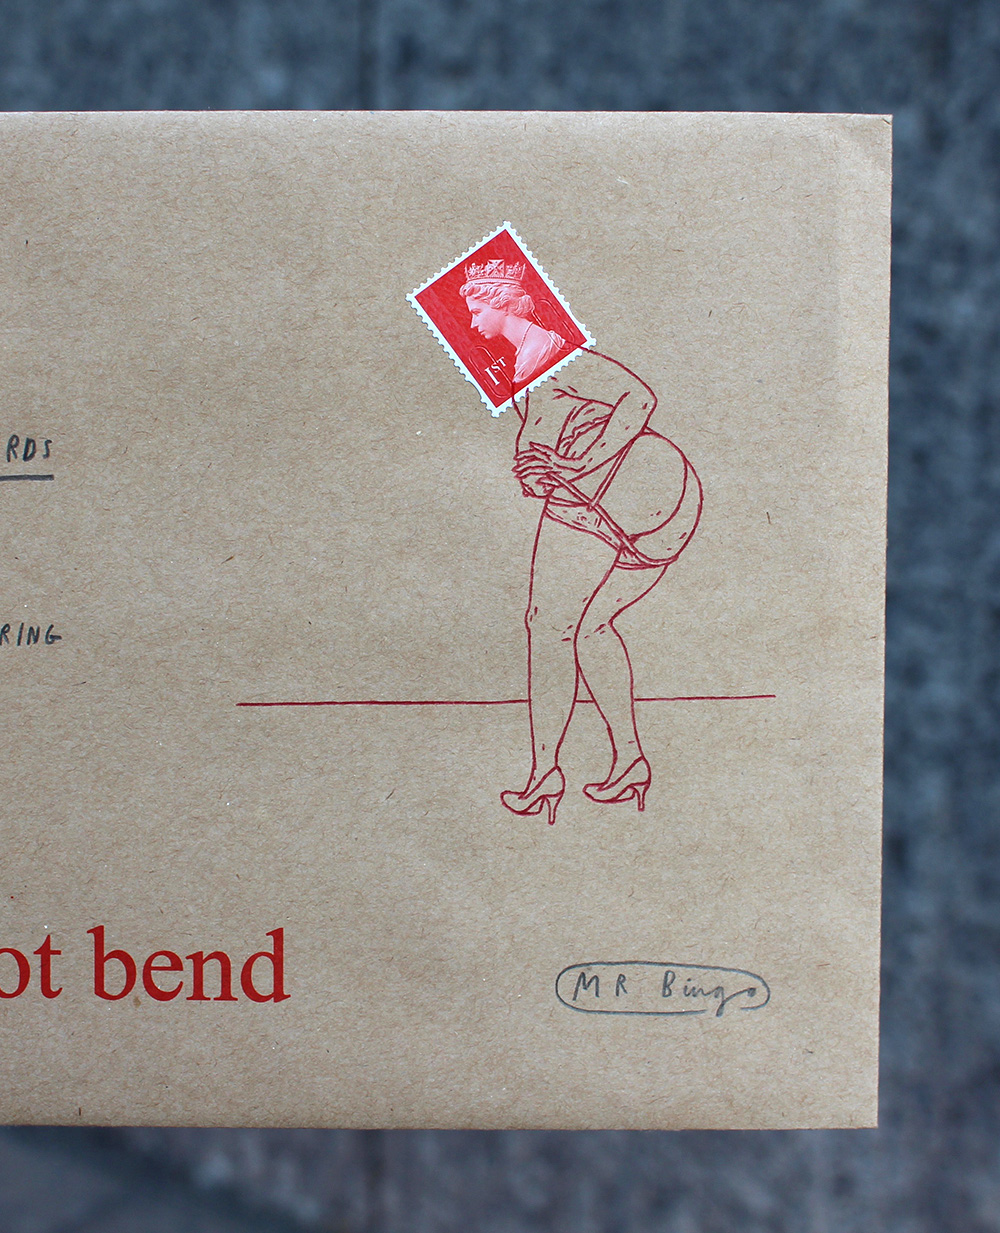 1ST
RDS
RING
ot bend
MR Bingo